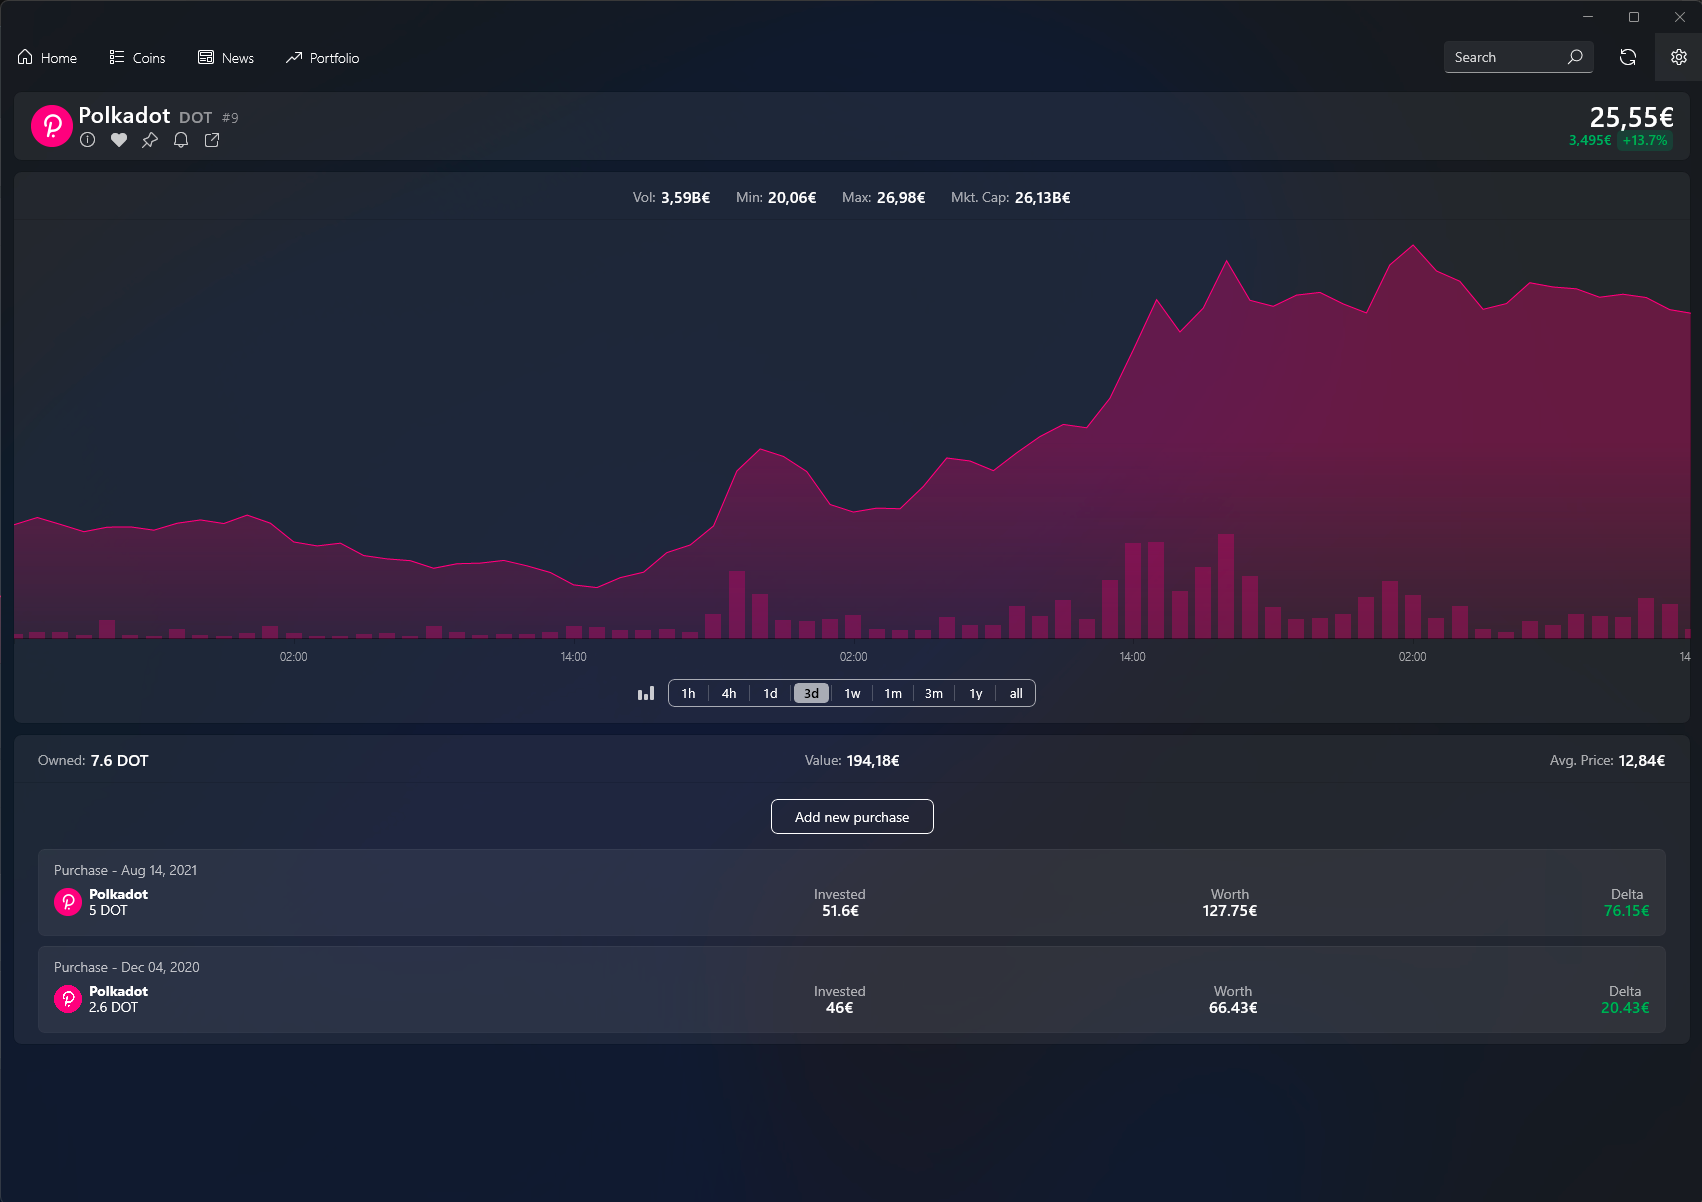 Home Coins News Portfolio Search
Polkadot DOT #9
25,55€
3,495€ +13.7%
Vol: 3,59B€ Min: 20,06€ Max: 26,98€ Mkt. Cap: 26,13B€
02:00 14:00 02:00 14:00 02:00 14
1h 4h 1d 3d 1w 1m 3m 1y all
Owned: 7.6 DOT Value: 194,18€ Avg. Price: 12,84€
Add new purchase
Purchase - Aug 14, 2021
Polkadot Invested Worth Delta
5 DOT 51.6€ 127.75€ 76.15€
Purchase - Dec 04, 2020
Polkadot Invested Worth Delta
2.6 DOT 46€ 66.43€ 20.43€